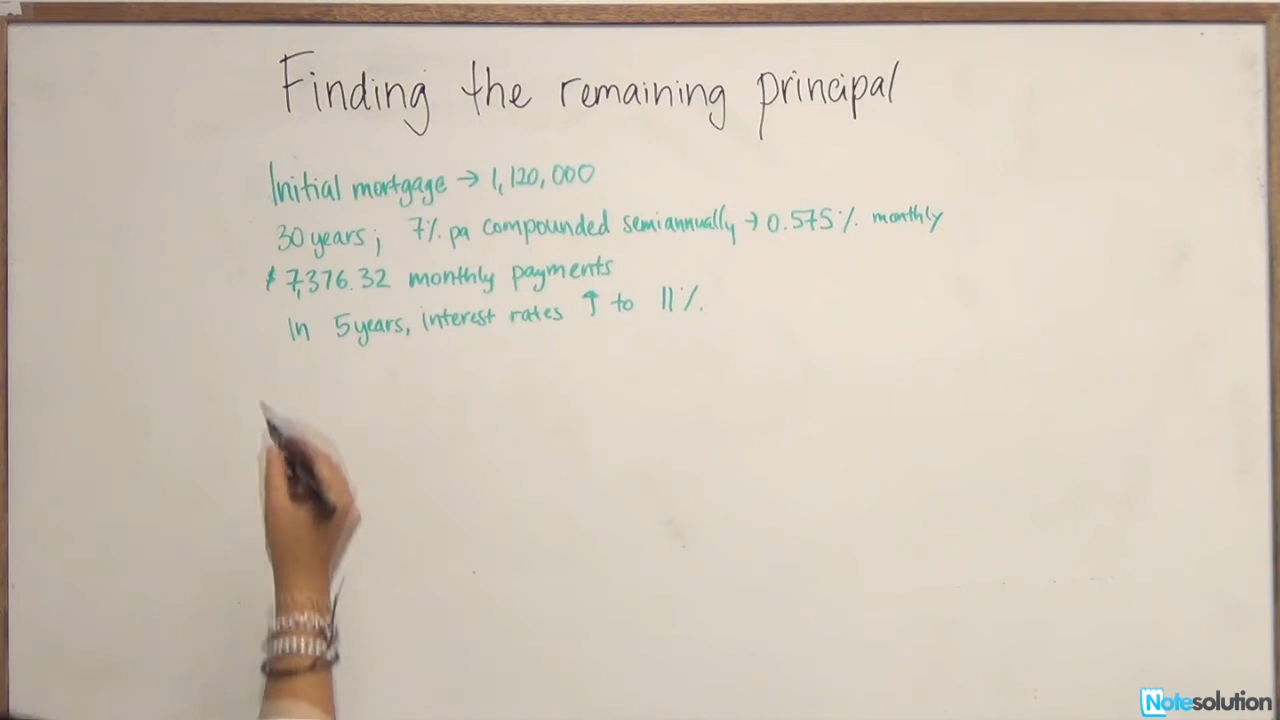 Finding the remaining principal
Initial mortgage → 1,120,000
30 years; 7% pa compounded semiannually → 0.575% monthly
$7,376.32 monthly payments
In 5 years, interest rates ↑ to 11%.
Notesolution